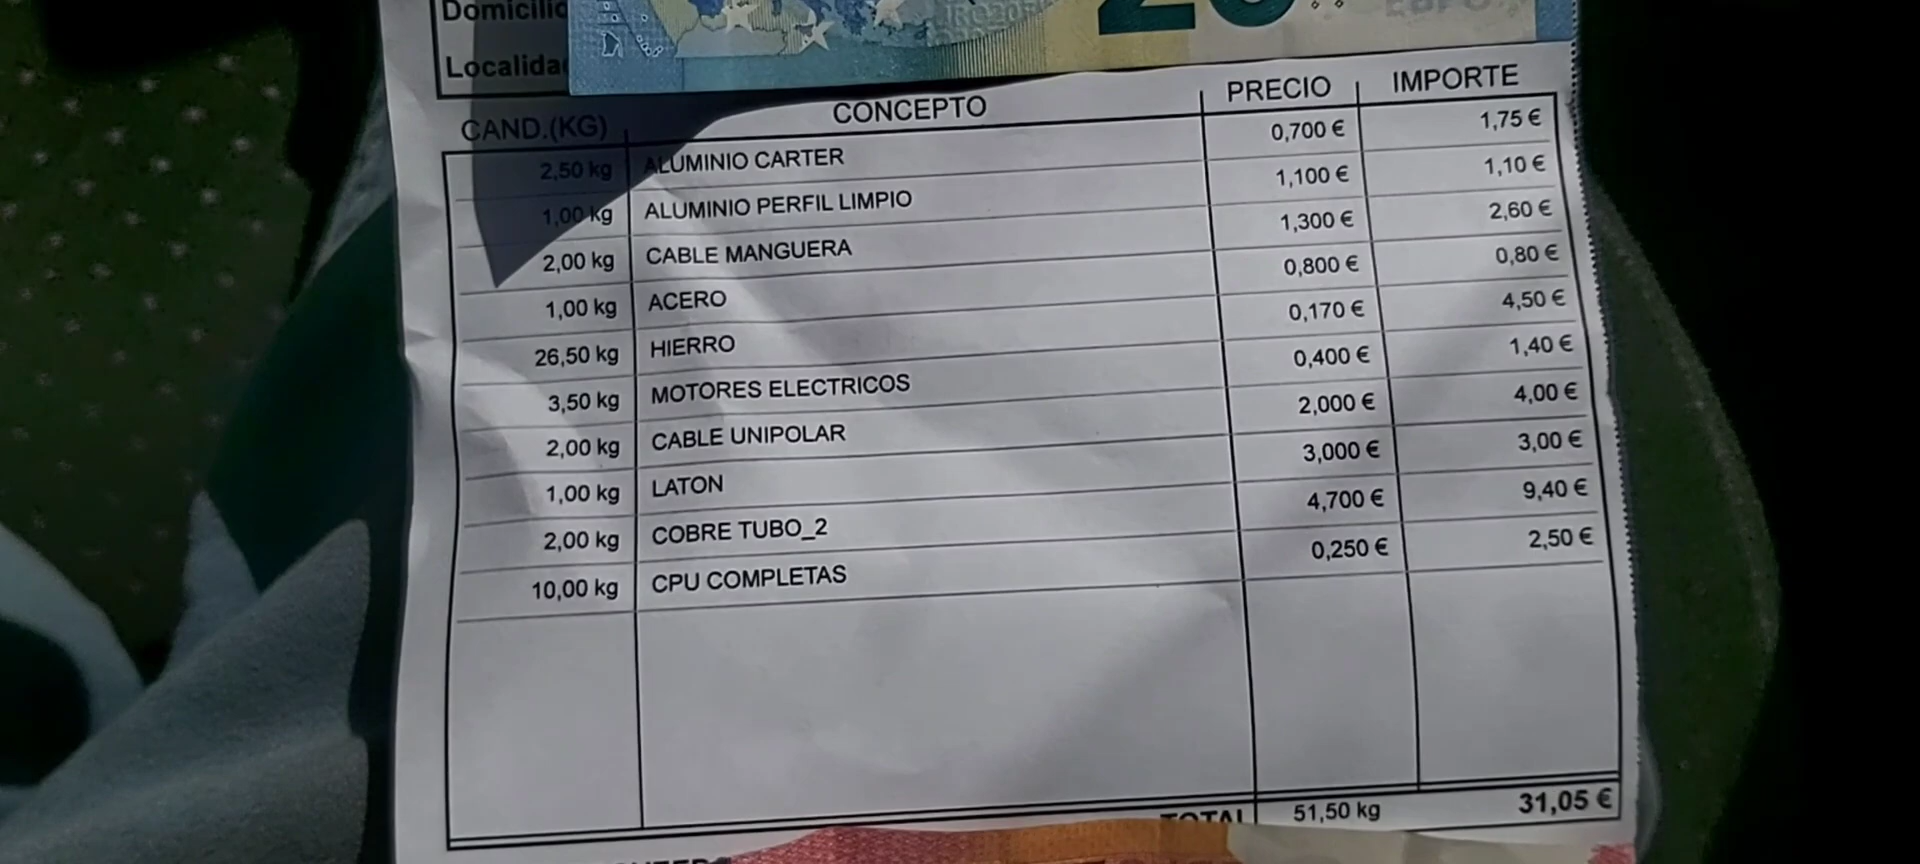 Domicilio
20
Localida
CAND.(KG) CONCEPTO PRECIO IMPORTE
2,50 kg ALUMINIO CARTER 0,700 € 1,75 €
1,00 kg ALUMINIO PERFIL LIMPIO 1,100 € 1,10 €
2,00 kg CABLE MANGUERA 1,300 € 2,60 €
1,00 kg ACERO 0,800 € 0,80 €
26,50 kg HIERRO 0,170 € 4,50 €
3,50 kg MOTORES ELECTRICOS 0,400 € 1,40 €
2,00 kg CABLE UNIPOLAR 2,000 € 4,00 €
1,00 kg LATON 3,000 € 3,00 €
2,00 kg COBRE TUBO_2 4,700 € 9,40 €
10,00 kg CPU COMPLETAS 0,250 € 2,50 €
TOTAL 51,50 kg 31,05 €